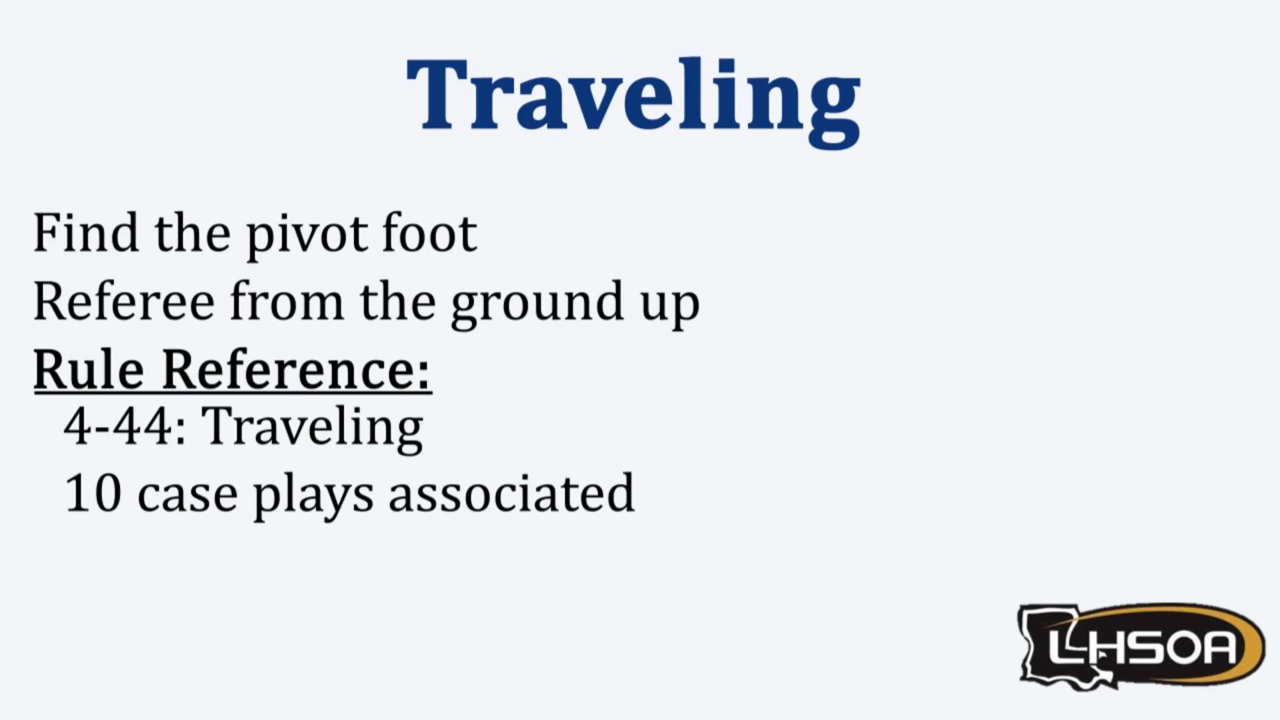 Traveling
Find the pivot foot
Referee from the ground up
Rule Reference:
4-44: Traveling
10 case plays associated
LHSOA